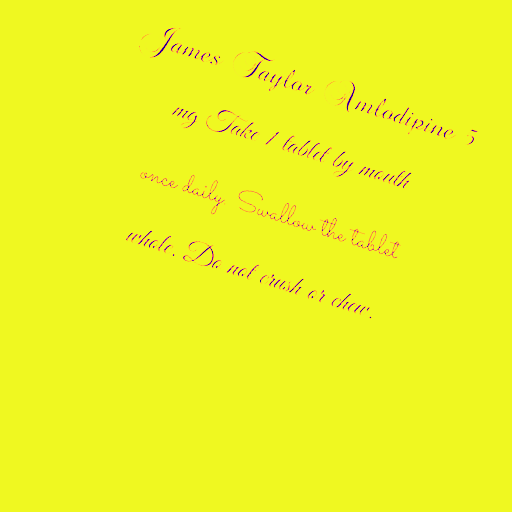 James Taylor Amlodipine 5
mg Take 1 tablet by mouth
once daily. Swallow the tablet
whole. Do not crush or chew.